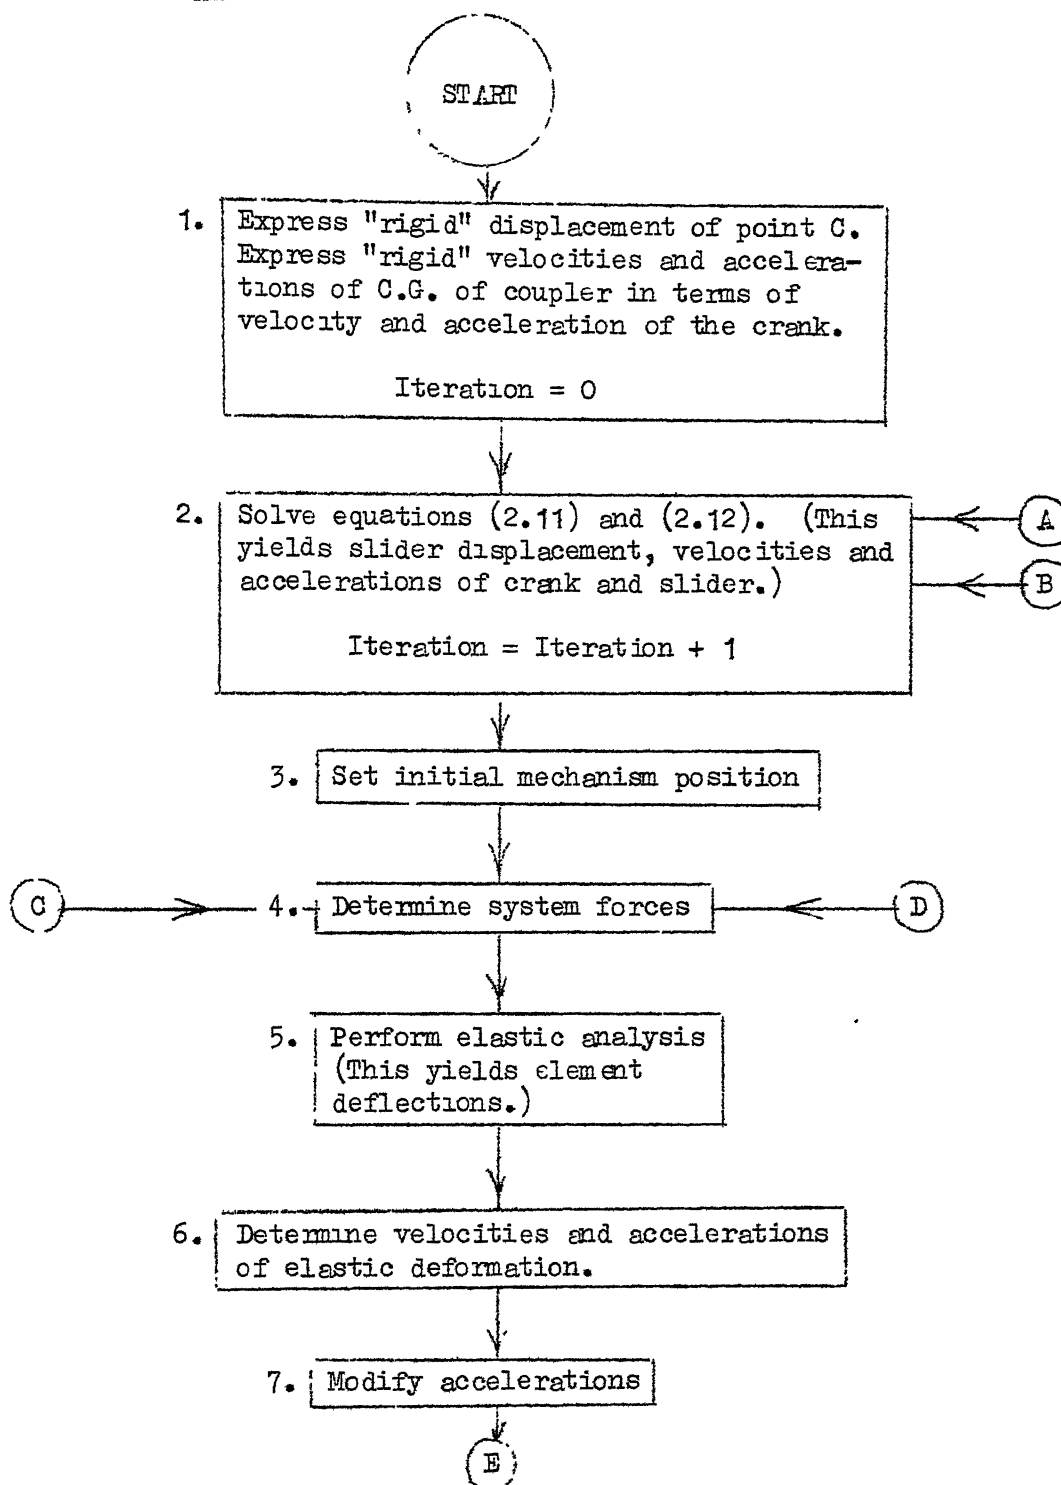 START
1. Express "rigid" displacement of point C.
Express "rigid" velocities and accelera-
tions of C.G. of coupler in terms of
velocity and acceleration of the crank.
Iteration = 0
2. Solve equations (2.11) and (2.12). (This
yields slider displacement, velocities and
accelerations of crank and slider.)
Iteration = Iteration + 1
A
B
3. Set initial mechanism position
C
4. Determine system forces
D
5. Perform elastic analysis
(This yields element
deflections.)
6. Determine velocities and accelerations
of elastic deformation.
7. Modify accelerations
E